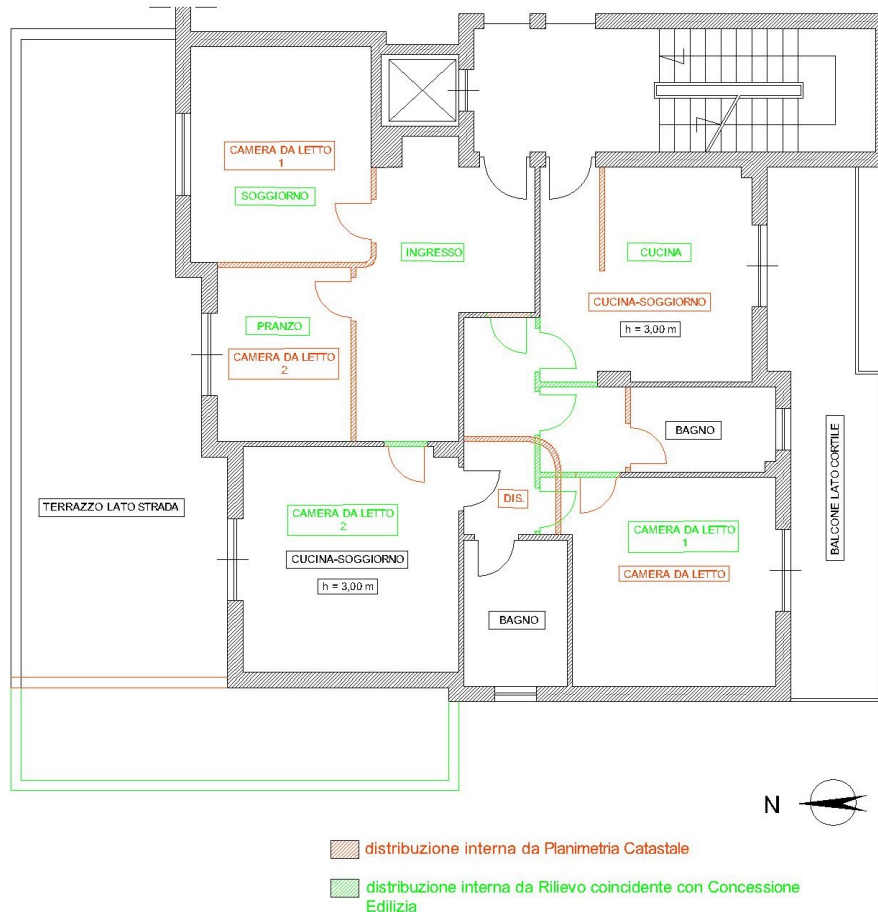 CAMERA DA LETTO
1
SOGGIORNO
INGRESSO
CUCINA
CUCINA-SOGGIORNO
h = 3,00 m
PRANZO
CAMERA DA LETTO
2
BAGNO
DIS.
TERRAZZO LATO STRADA
BALCONE LATO CORTILE
CAMERA DA LETTO
2
CUCINA-SOGGIORNO
h = 3,00 m
CAMERA DA LETTO
1
CAMERA DA LETTO
BAGNO
N
distribuzione interna da Planimetria Catastale
distribuzione interna da Rilievo coincidente con Concessione
Edilizia